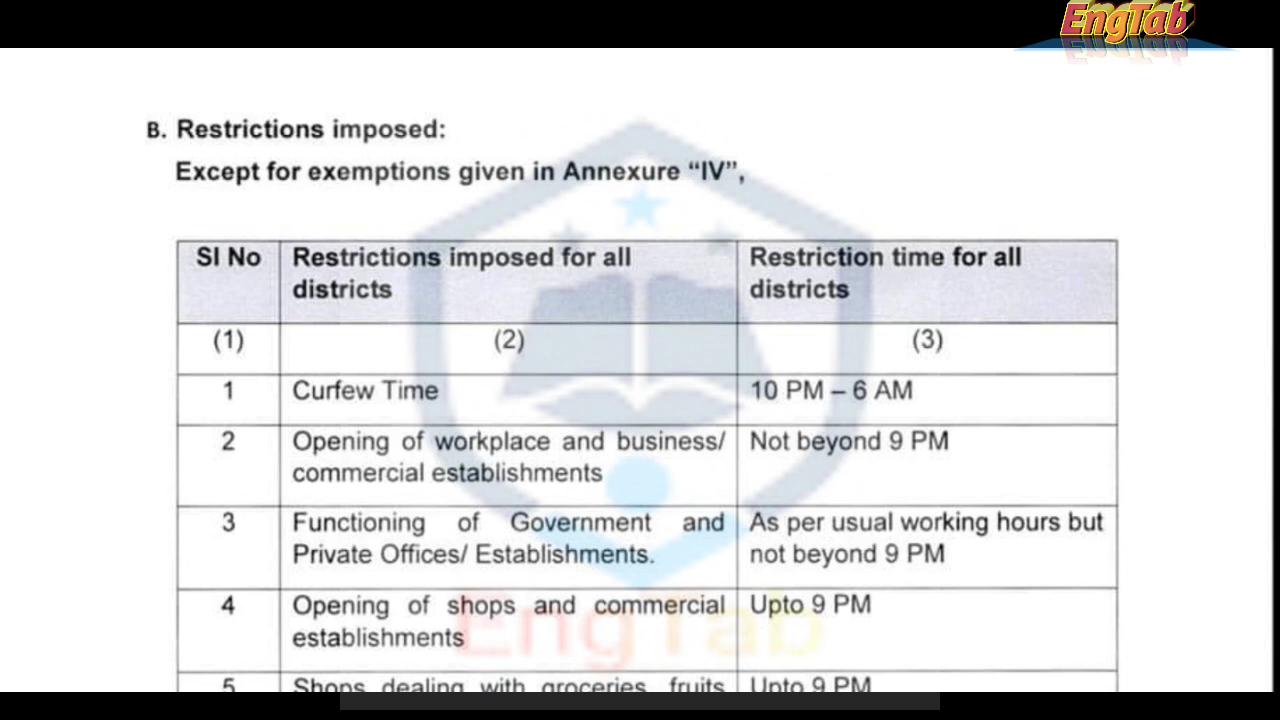 EngTab
B. Restrictions imposed:
Except for exemptions given in Annexure “IV”,
Sl No
Restrictions imposed for all
districts
Restriction time for all
districts
(1)
(2)
(3)
1
Curfew Time
10 PM – 6 AM
2
Opening of workplace and business/
commercial establishments
Not beyond 9 PM
3
Functioning of Government and
Private Offices/ Establishments.
As per usual working hours but
not beyond 9 PM
4
Opening of shops and commercial
establishments
Upto 9 PM
5
Shops dealing with groceries, fruits
Upto 9 PM
EngTab